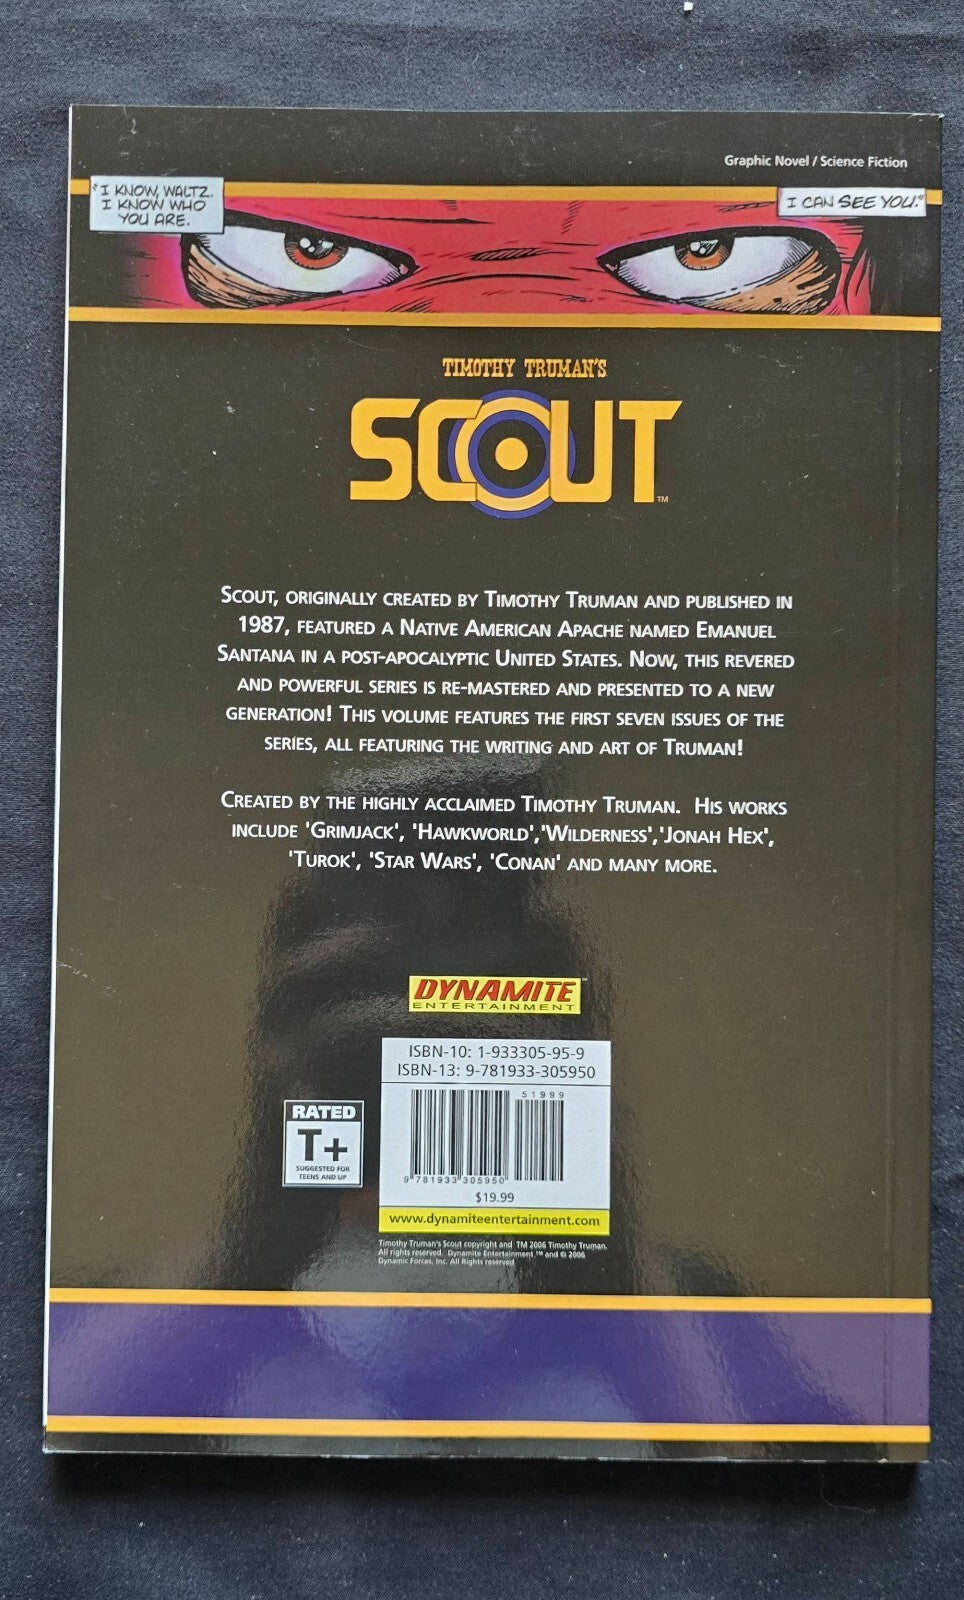 Graphic Novel / Science Fiction
"I KNOW, WALTZ.
I KNOW WHO
YOU ARE.
I CAN SEE YOU."
TIMOTHY TRUMAN'S
SCOUT™
SCOUT, ORIGINALLY CREATED BY TIMOTHY TRUMAN AND PUBLISHED IN
1987, FEATURED A NATIVE AMERICAN APACHE NAMED EMANUEL
SANTANA IN A POST-APOCALYPTIC UNITED STATES. NOW, THIS REVERED
AND POWERFUL SERIES IS RE-MASTERED AND PRESENTED TO A NEW
GENERATION! THIS VOLUME FEATURES THE FIRST SEVEN ISSUES OF THE
SERIES, ALL FEATURING THE WRITING AND ART OF TRUMAN!
CREATED BY THE HIGHLY ACCLAIMED TIMOTHY TRUMAN. HIS WORKS
INCLUDE 'GRIMJACK', 'HAWKWORLD','WILDERNESS','JONAH HEX',
'TUROK', 'STAR WARS', 'CONAN' AND MANY MORE.
DYNAMITE™
ENTERTAINMENT
ISBN-10: 1-933305-95-9
ISBN-13: 9-781933-305950
51999
9 781933 305950
$19.99
www.dynamiteentertainment.com
RATED
T+
SUGGESTED FOR
TEENS AND UP
Timothy Truman's Scout copyright and TM 2006 Timothy Truman.
All rights reserved. Dynamite Entertainment,™ and © 2006
Dynamic Forces, Inc. All Rights reserved